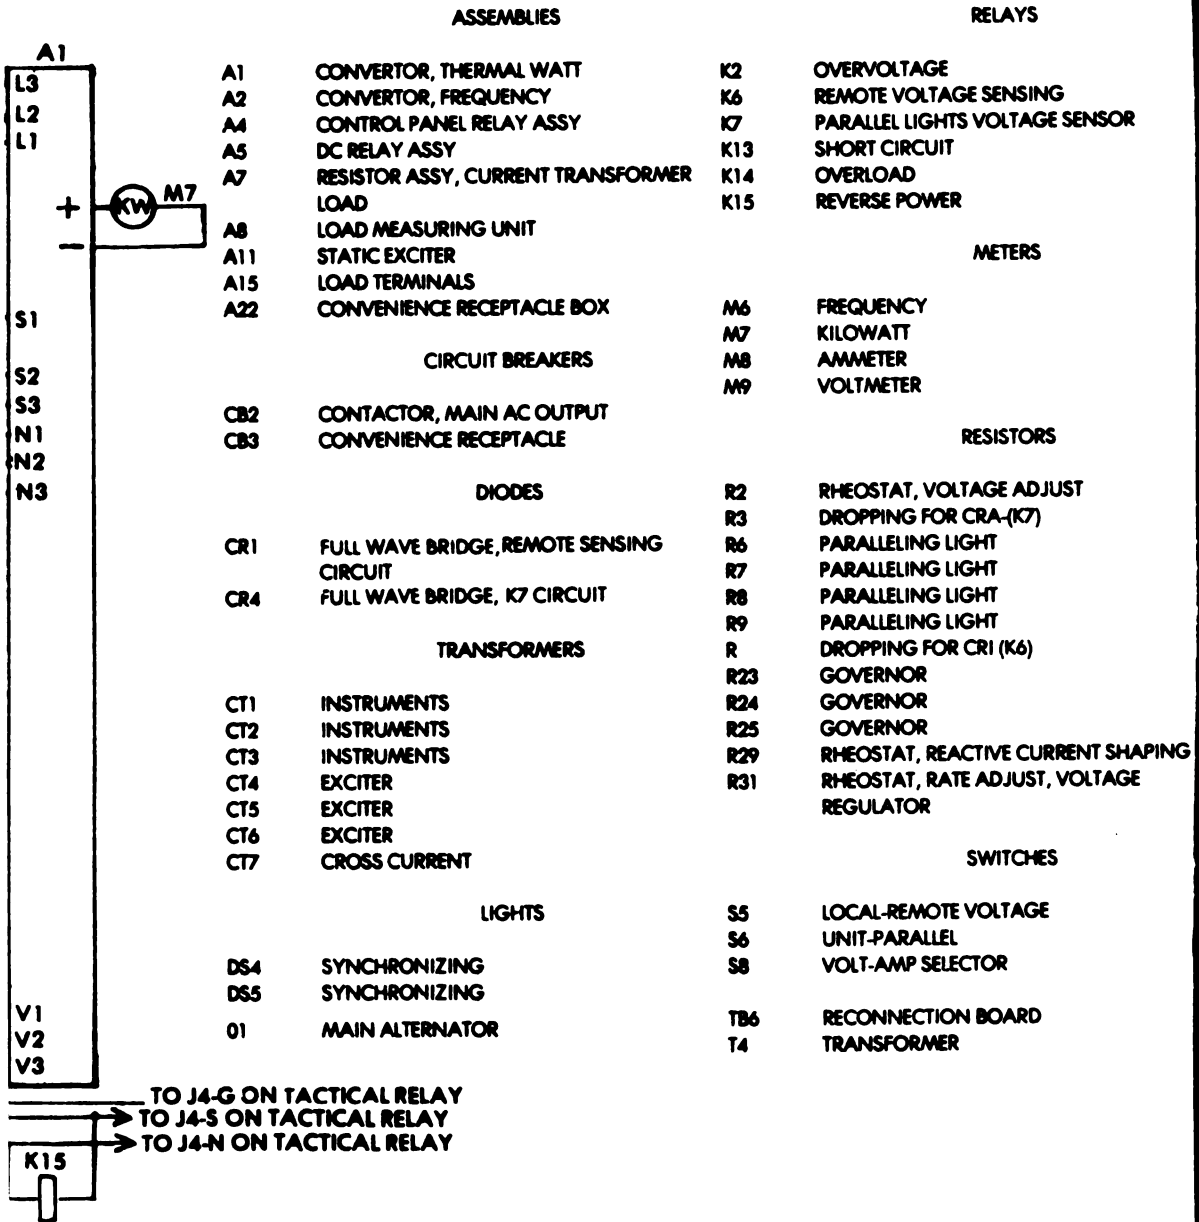 A1
L3
L2
L1
+ KW M7
−
S1
S2
S3
N1
N2
N3
V1
V2
V3
TO J4-G ON TACTICAL RELAY
TO J4-S ON TACTICAL RELAY
TO J4-N ON TACTICAL RELAY
K15
ASSEMBLIES
A1 CONVERTOR, THERMAL WATT
A2 CONVERTOR, FREQUENCY
A4 CONTROL PANEL RELAY ASSY
A5 DC RELAY ASSY
A7 RESISTOR ASSY, CURRENT TRANSFORMER
LOAD
A8 LOAD MEASURING UNIT
A11 STATIC EXCITER
A15 LOAD TERMINALS
A22 CONVENIENCE RECEPTACLE BOX
CIRCUIT BREAKERS
CB2 CONTACTOR, MAIN AC OUTPUT
CB3 CONVENIENCE RECEPTACLE
DIODES
CR1 FULL WAVE BRIDGE, REMOTE SENSING
CIRCUIT
CR4 FULL WAVE BRIDGE, K7 CIRCUIT
TRANSFORMERS
CT1 INSTRUMENTS
CT2 INSTRUMENTS
CT3 INSTRUMENTS
CT4 EXCITER
CT5 EXCITER
CT6 EXCITER
CT7 CROSS CURRENT
LIGHTS
DS4 SYNCHRONIZING
DS5 SYNCHRONIZING
01 MAIN ALTERNATOR
RELAYS
K2 OVERVOLTAGE
K6 REMOTE VOLTAGE SENSING
K7 PARALLEL LIGHTS VOLTAGE SENSOR
K13 SHORT CIRCUIT
K14 OVERLOAD
K15 REVERSE POWER
METERS
M6 FREQUENCY
M7 KILOWATT
M8 AMMETER
M9 VOLTMETER
RESISTORS
R2 RHEOSTAT, VOLTAGE ADJUST
R3 DROPPING FOR CRA-(K7)
R6 PARALLELING LIGHT
R7 PARALLELING LIGHT
R8 PARALLELING LIGHT
R9 PARALLELING LIGHT
R DROPPING FOR CRI (K6)
R23 GOVERNOR
R24 GOVERNOR
R25 GOVERNOR
R29 RHEOSTAT, REACTIVE CURRENT SHAPING
R31 RHEOSTAT, RATE ADJUST, VOLTAGE
REGULATOR
SWITCHES
S5 LOCAL-REMOTE VOLTAGE
S6 UNIT-PARALLEL
S8 VOLT-AMP SELECTOR
TB6 RECONNECTION BOARD
T4 TRANSFORMER